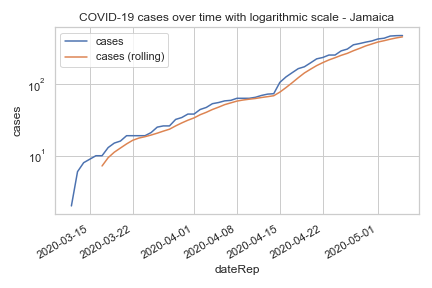 COVID-19 cases over time with logarithmic scale - Jamaica
cases
cases (rolling)
10²
10¹
cases
2020-03-15
2020-03-22
2020-04-01
2020-04-08
2020-04-15
2020-04-22
2020-05-01
dateRep